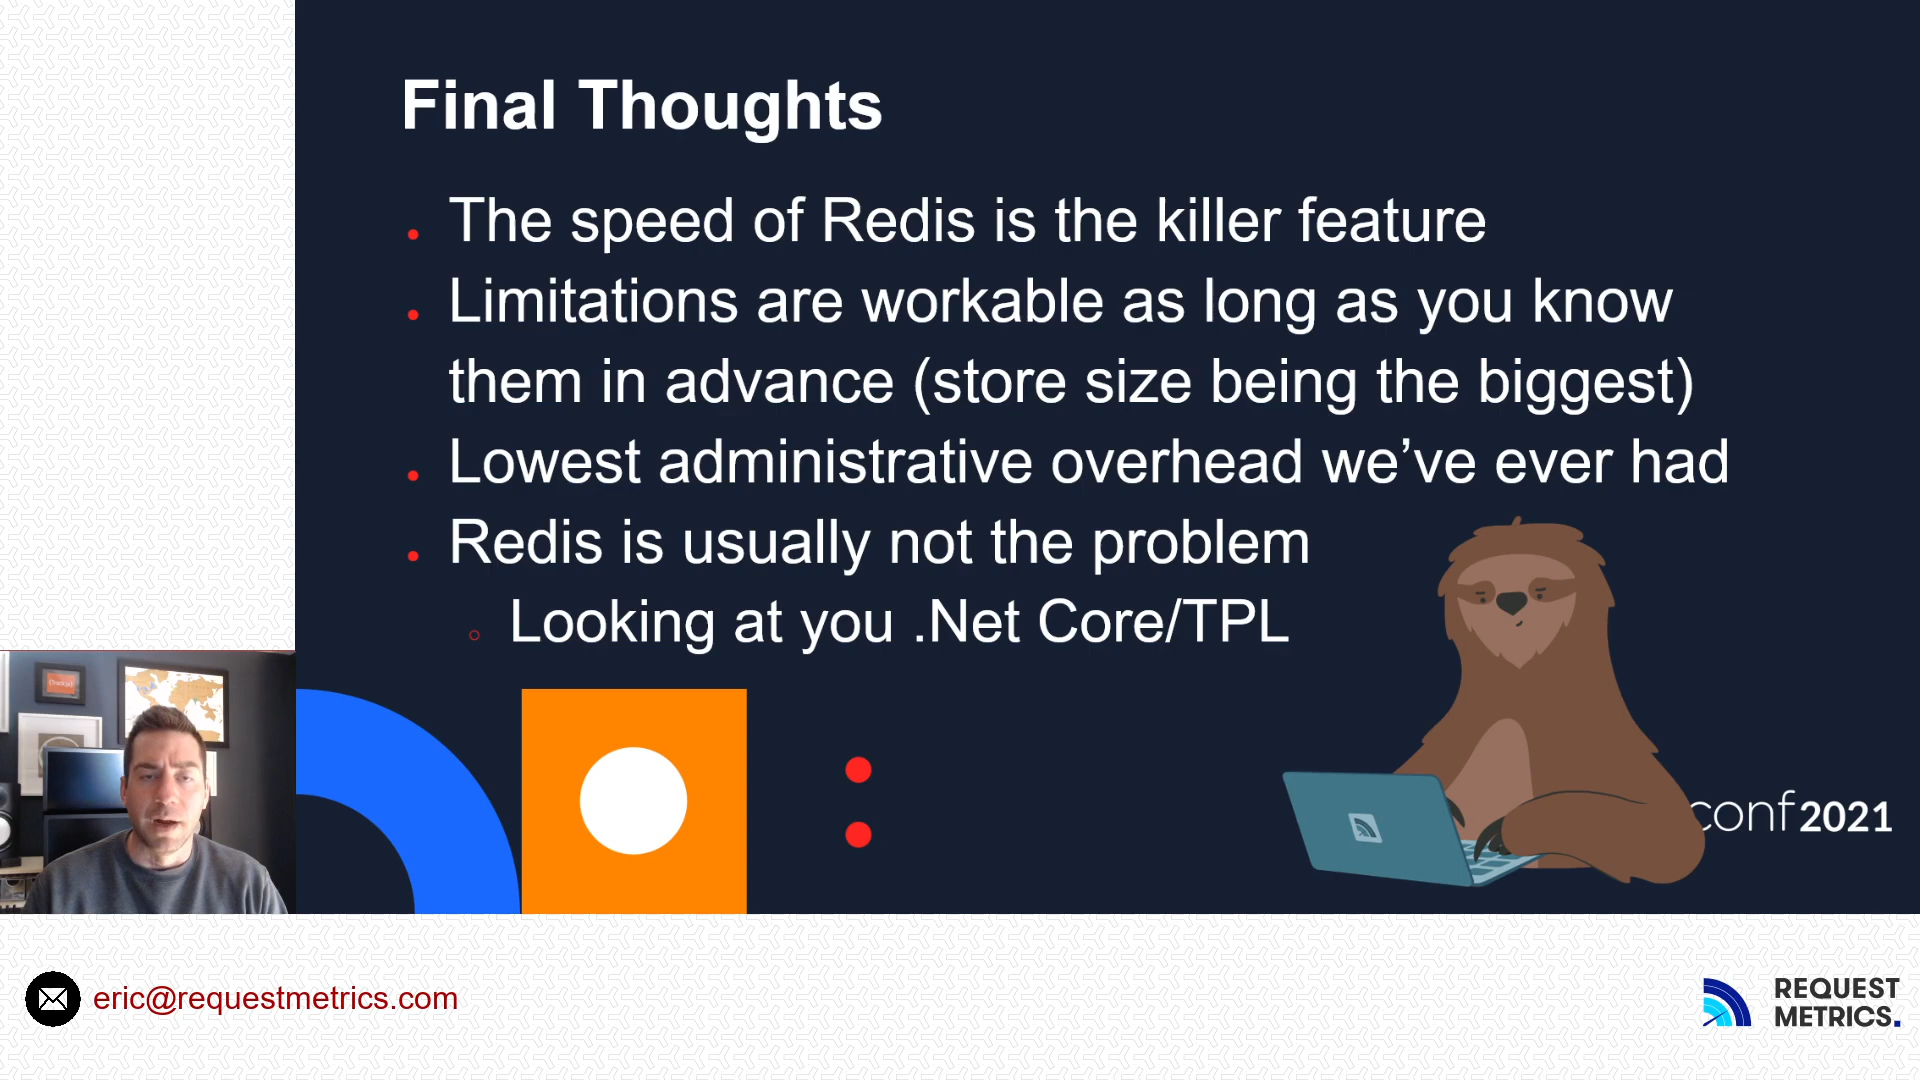 Final Thoughts
The speed of Redis is the killer feature
Limitations are workable as long as you know
them in advance (store size being the biggest)
Lowest administrative overhead we’ve ever had
Redis is usually not the problem
Looking at you .Net Core/TPL
conf2021
eric@requestmetrics.com
REQUEST
METRICS.